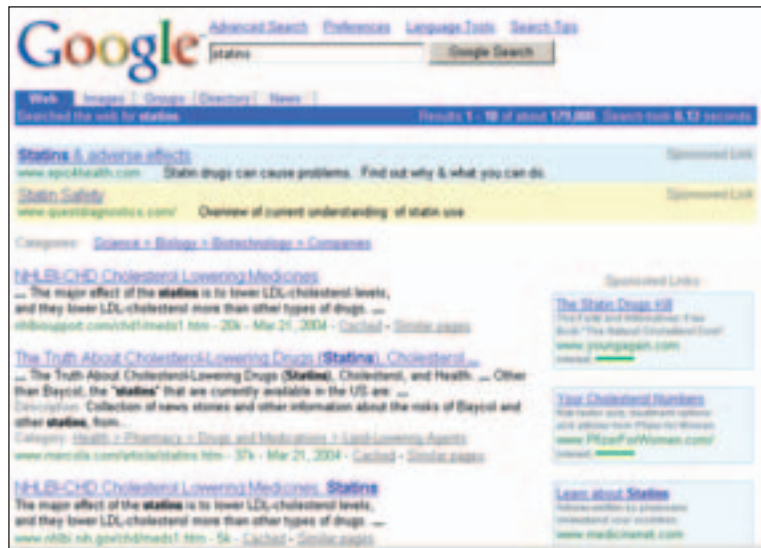 Google
Advanced Search Preferences Language Tools Search Tips
statins
Google Search
Web Images Groups Directory News
Searched the web for statins
Results 1 - 10 of about 179,000. Search took 0.13 seconds
Statins & adverse effects
Sponsored Link
www.epic4health.com Statin drugs can cause problems. Find out why & what you can do.
Statin Safety
Sponsored Link
www.questdiagnostics.com/ Overview of current understanding of statin use
Categories: Science > Biology > Biotechnology > Companies
NHLBI-CHD Cholesterol Lowering Medicines
... The major effect of the statins is to lower LDL-cholesterol levels,
and they lower LDL-cholesterol more than other types of drugs. ...
nhlbisupport.com/chd1/meds1.htm - 20k - Mar 21, 2004 - Cached - Similar pages
The Truth About Cholesterol-Lowering Drugs (Statins), Cholesterol ...
... The Truth About Cholesterol-Lowering Drugs (Statins), Cholesterol, and Health. ... Other
than Baycol, the "statins" that are currently available in the US are: ...
Description: Collection of news stories and other information about the risks of Baycol and
other statins, from...
Category: Health > Pharmacy > Drugs and Medications > Lipid-Lowering Agents
www.mercola.com/article/statins.htm - 37k - Mar 21, 2004 - Cached - Similar pages
NHLBI-CHD Cholesterol Lowering Medicines, Statins
The major effect of the statins is to lower LDL-cholesterol levels,
and they lower LDL-cholesterol more than other types of drugs. ...
www.nhlbi.nih.gov/chd/meds1.htm - 5k - Cached - Similar pages
Sponsored Links
The Statin Drugs Kill
www.youngagain.com
Interest:
Your Cholesterol Numbers
www.PfizerForWomen.com/
Interest:
Learn about Statins
www.medicinenet.com